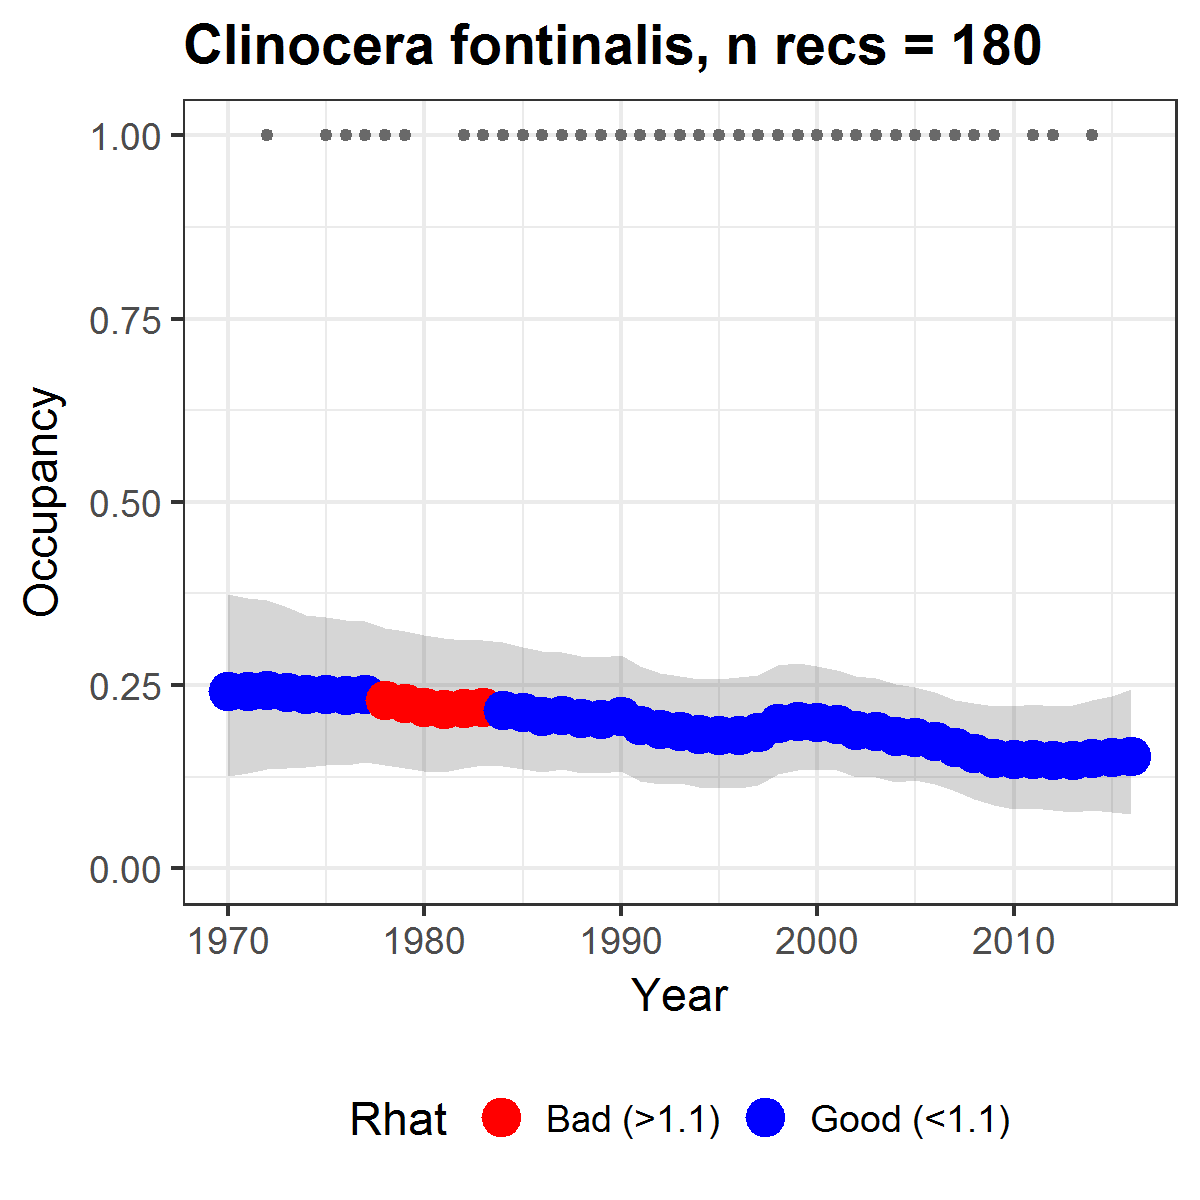 Clinocera fontinalis, n recs = 180
1.00
0.75
0.50
0.25
0.00
Occupancy
1970 1980 1990 2000 2010
Year
Rhat Bad (>1.1) Good (<1.1)